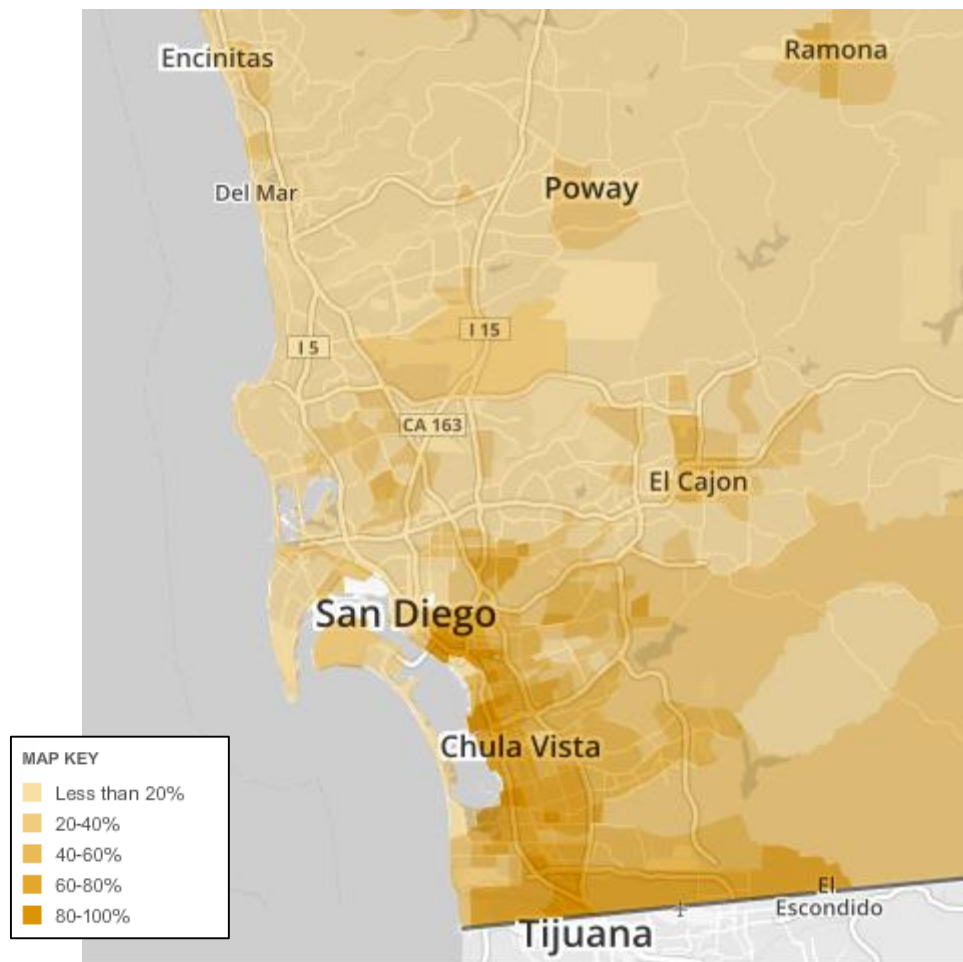 Encinitas
Ramona
Del Mar
Poway
I 15
I 5
CA 163
El Cajon
San Diego
Chula Vista
MAP KEY
Less than 20%
20-40%
40-60%
60-80%
80-100%
El
Escondido
Tijuana